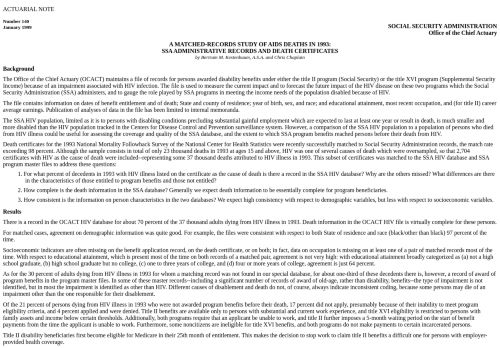 ACTUARIAL NOTE
Number 140
January 1999
SOCIAL SECURITY ADMINISTRATION
Office of the Chief Actuary
A MATCHED-RECORDS STUDY OF AIDS DEATHS IN 1993:
SSA ADMINISTRATIVE RECORDS AND DEATH CERTIFICATES
by Bertram M. Kestenbaum, A.S.A. and Chris Chaplain
Background
The Office of the Chief Actuary (OCACT) maintains a file of records for persons awarded disability benefits under either the title II program (Social Security) or the title XVI program (Supplemental Security
Income) because of an impairment associated with HIV infection. The file is used to measure the current impact and to forecast the future impact of the HIV disease on these two programs which the Social
Security Administration (SSA) administers, and to gauge the role played by SSA programs in meeting the income needs of the population disabled because of HIV.
The file contains information on dates of benefit entitlement and of death; State and county of residence; year of birth, sex, and race; and educational attainment, most recent occupation, and (for title II) career
average earnings. Publication of analyses of data in the file has been limited to internal memoranda.
The SSA HIV population, limited as it is to persons with disabling conditions precluding substantial gainful employment which are expected to last at least one year or result in death, is much smaller and
more disabled than the HIV population tracked in the Centers for Disease Control and Prevention surveillance system. However, a comparison of the SSA HIV population to a population of persons who died
from HIV illness could be useful for assessing the coverage and quality of the SSA database, and the extent to which SSA programs benefits reached persons before their death from HIV.
Death certificates for the 1993 National Mortality Followback Survey of the National Center for Health Statistics were recently successfully matched to Social Security Administration records, the match rate
exceeding 98 percent. Although the sample consists in total of only 23 thousand deaths in 1993 at ages 15 and above, HIV was one of several causes of death which were oversampled, so that 2,704
certificates with HIV as the cause of death were included--representing some 37 thousand deaths attributed to HIV illness in 1993. This subset of certificates was matched to the SSA HIV database and SSA
program master files to address these questions:
1. For what percent of decedents in 1993 with HIV illness listed on the certificate as the cause of death is there a record in the SSA HIV database? Why are the others missed? What differences are there
in the characteristics of those entitled to program benefits and those not entitled?
2. How complete is the death information in the SSA database? Generally we expect death information to be essentially complete for program beneficiaries.
3. How consistent is the information on person characteristics in the two databases? We expect high consistency with respect to demographic variables, but less with respect to socioeconomic variables.
Results
There is a record in the OCACT HIV database for about 70 percent of the 37 thousand adults dying from HIV illness in 1993. Death information in the OCACT HIV file is virtually complete for these persons.
For matched cases, agreement on demographic information was quite good. For example, the files were consistent with respect to both State of residence and race (black/other than black) 97 percent of the
time.
Socioeconomic indicators are often missing on the benefit application record, on the death certificate, or on both; in fact, data on occupation is missing on at least one of a pair of matched records most of the
time. With respect to educational attainment, which is present most of the time on both records of a matched pair, agreement is not very high: with educational attainment broadly categorized as (a) not a high
school graduate, (b) high school graduate but no college, (c) one to three years of college, and (d) four or more years of college, agreement is just 64 percent.
As for the 30 percent of adults dying from HIV illness in 1993 for whom a matching record was not found in our special database, for about one-third of these decedents there is, however, a record of award of
program benefits in the program master files. In some of these master records--including a significant number of records of award of old-age, rather than disability, benefits--the type of impairment is not
identified, but in most the impairment is identified as other than HIV. Different causes of disablement and death do not, of course, always indicate inconsistent coding, because some persons may die of an
impairment other than the one responsible for their disablement.
Of the 21 percent of persons dying from HIV illness in 1993 who were not awarded program benefits before their death, 17 percent did not apply, presumably because of their inability to meet program
eligibility criteria, and 4 percent applied and were denied. Title II benefits are available only to persons with substantial and current work experience, and title XVI eligibility is restricted to persons with
family assets and income below certain thresholds. Additionally, both programs require that an applicant be unable to work, and title II further imposes a 5-month waiting period on the start of benefit
payments from the time the applicant is unable to work. Furthermore, some noncitizens are ineligible for title XVI benefits, and both programs do not make payments to certain incarcerated persons.
Title II disability beneficiaries first become eligible for Medicare in their 25th month of entitlement. This makes the decision to stop work to claim title II benefits a difficult one for persons with employer-
provided health coverage.